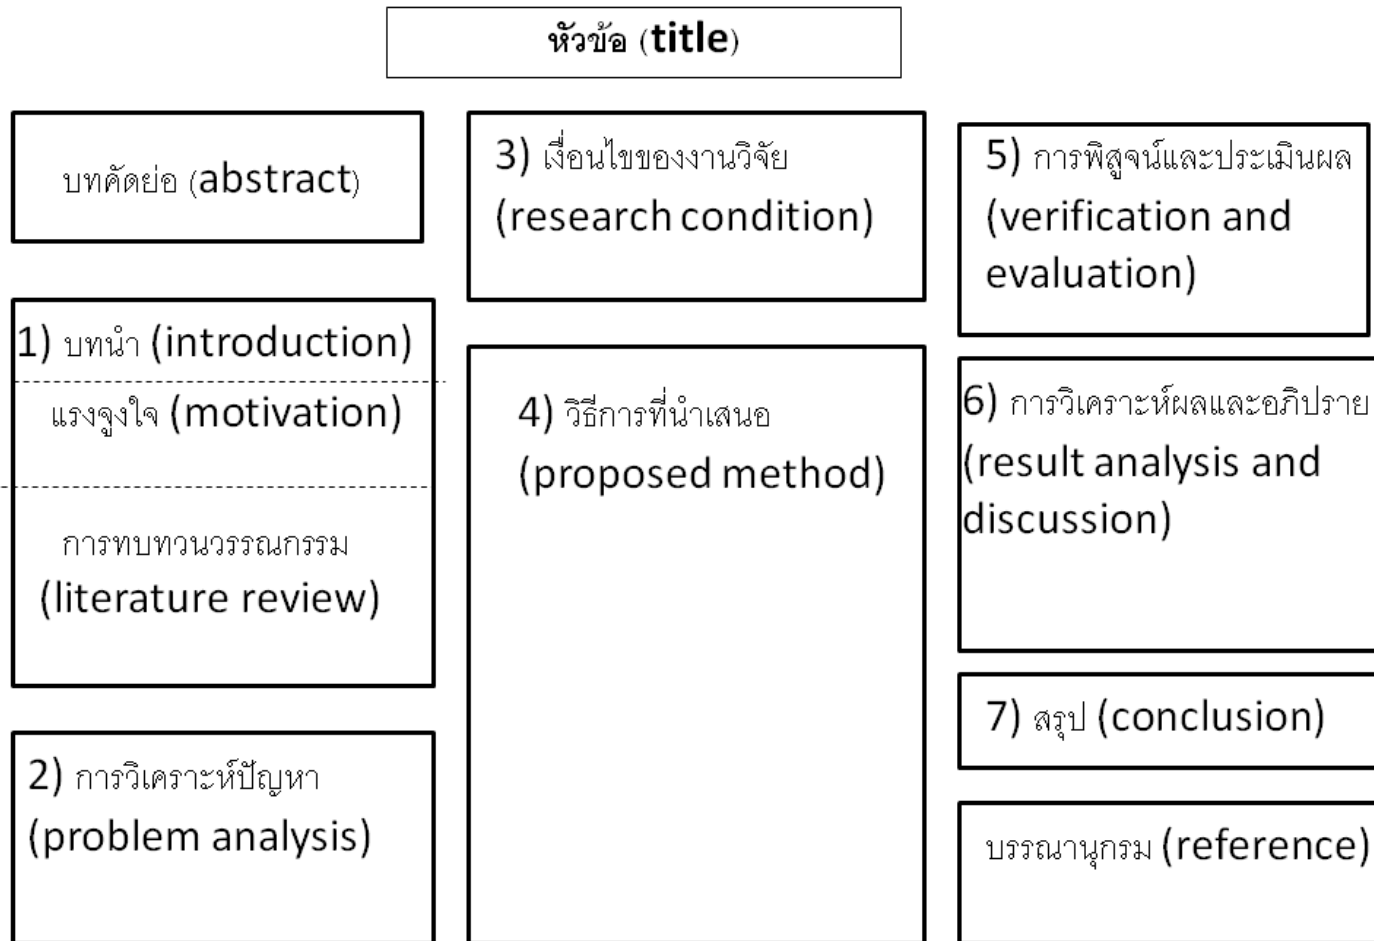 หัวข้อ (title)
บทคัดย่อ (abstract)
1) บทนำ (introduction)
แรงจูงใจ (motivation)
การทบทวนวรรณกรรม
(literature review)
2) การวิเคราะห์ปัญหา
(problem analysis)
3) เงื่อนไขของงานวิจัย
(research condition)
4) วิธีการที่นำเสนอ
(proposed method)
5) การพิสูจน์และประเมินผล
(verification and
evaluation)
6) การวิเคราะห์ผลและอภิปราย
(result analysis and
discussion)
7) สรุป (conclusion)
บรรณานุกรม (reference)